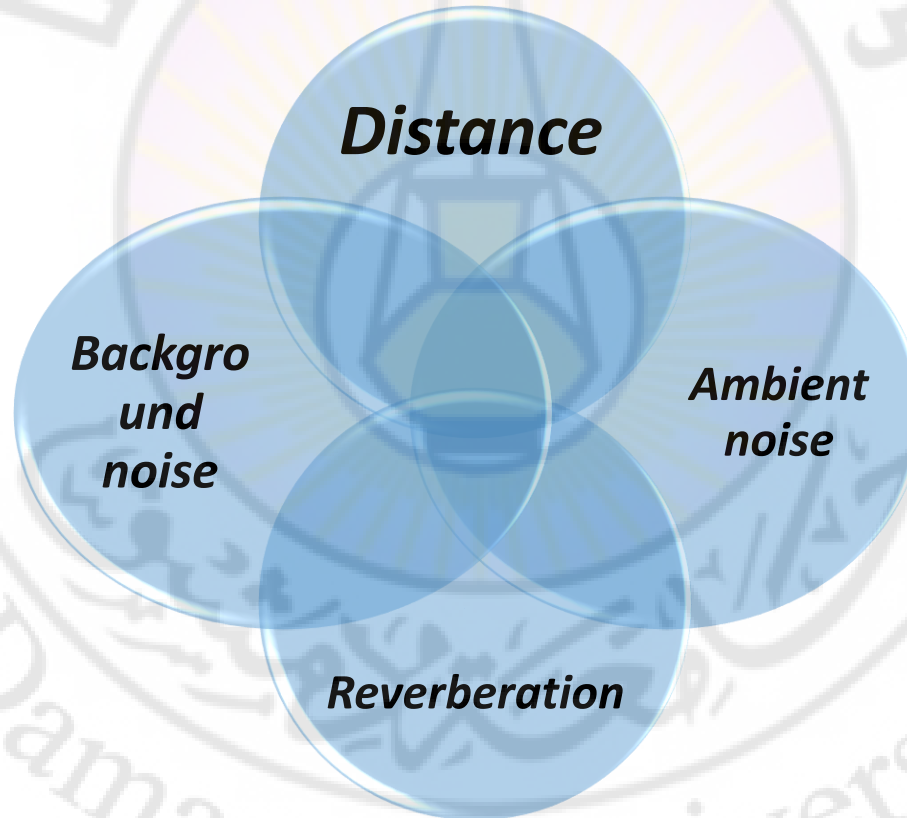 Distance
Backgro
und
noise
Ambient
noise
Reverberation